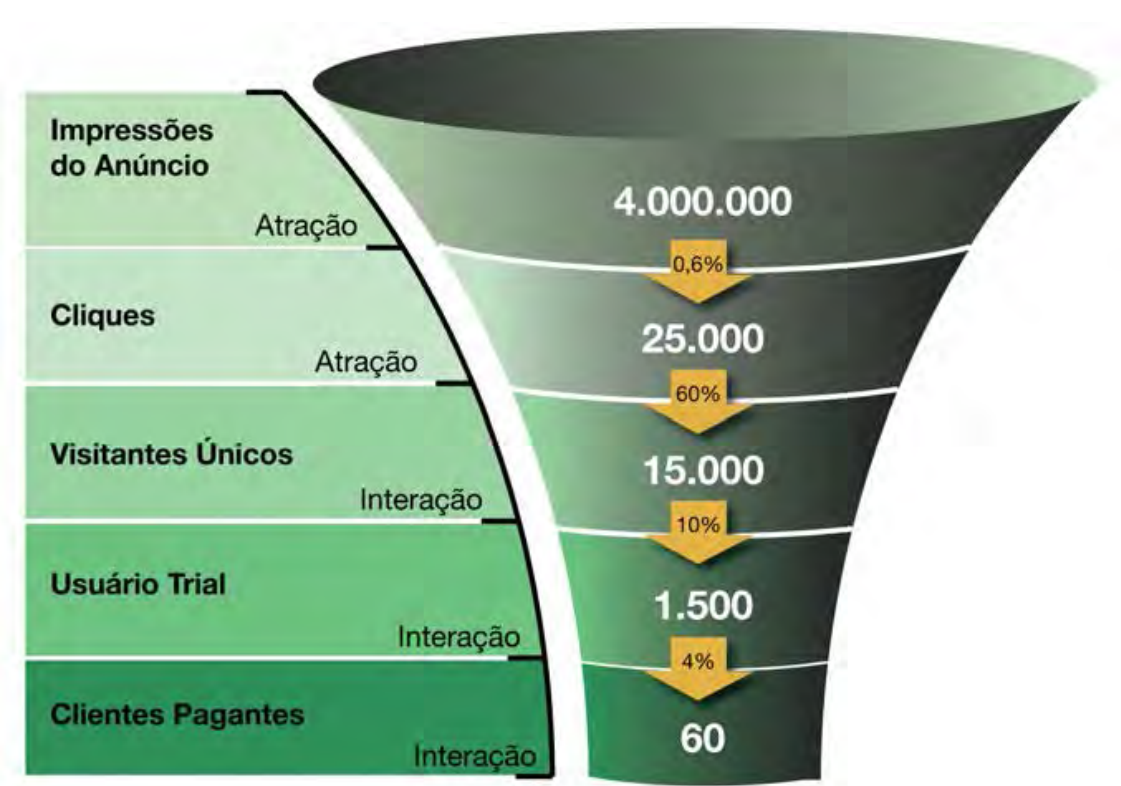 Impressões
do Anúncio
Atração
4.000.000
0,6%
Cliques
Atração
25.000
60%
Visitantes Únicos
Interação
15.000
10%
Usuário Trial
Interação
1.500
4%
Clientes Pagantes
Interação
60